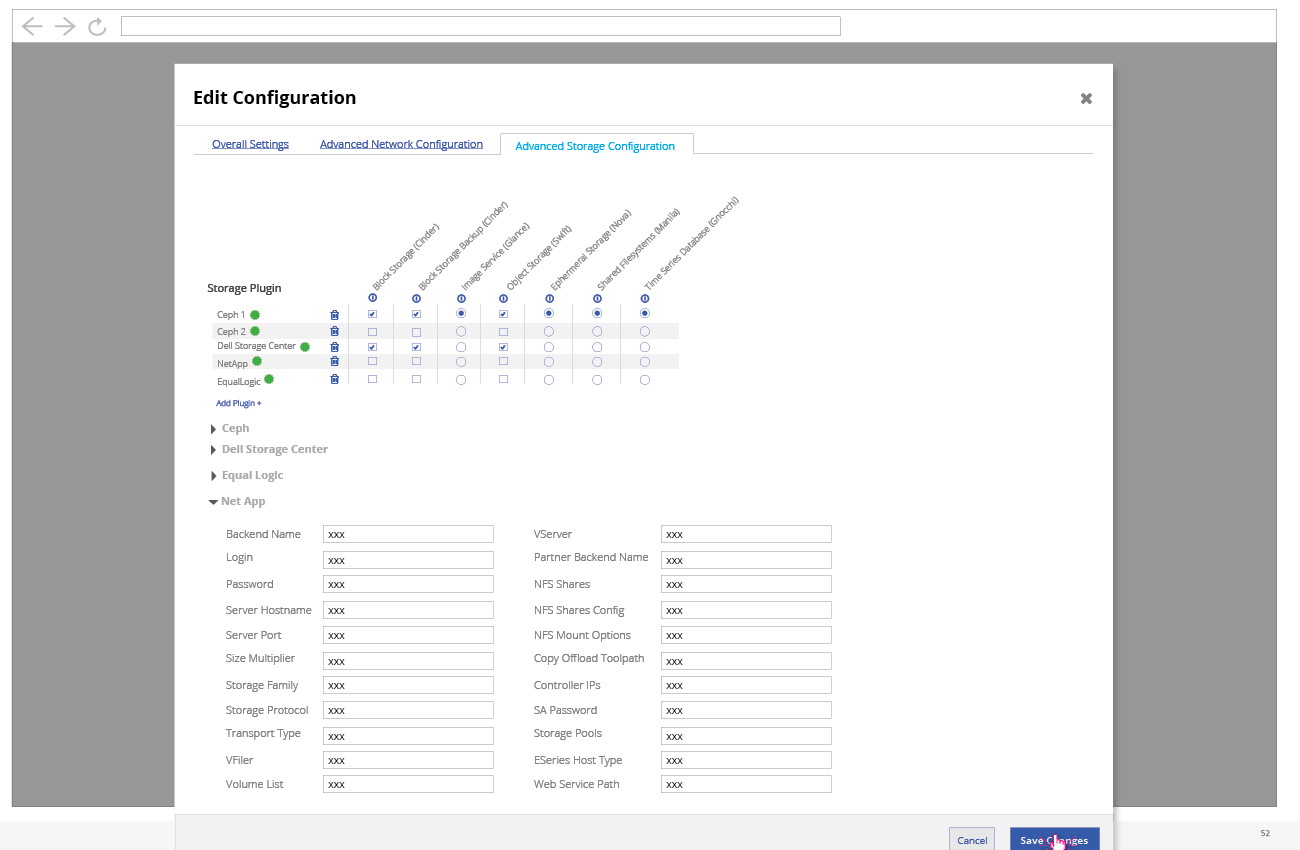 Edit Configuration
Overall Settings
Advanced Network Configuration
Advanced Storage Configuration
Block Storage (Cinder)
Block Storage Backup (Cinder)
Image Service (Glance)
Object Storage (Swift)
Ephermeral Storage (Nova)
Shared Filesystems (Manila)
Time Series Database (Gnocchi)
Storage Plugin
Ceph 1
Ceph 2
Dell Storage Center
NetApp
EqualLogic
Add Plugin +
Ceph
Dell Storage Center
Equal Logic
Net App
Backend Name xxx VServer xxx
Login xxx Partner Backend Name xxx
Password xxx NFS Shares xxx
Server Hostname xxx NFS Shares Config xxx
Server Port xxx NFS Mount Options xxx
Size Multiplier xxx Copy Offload Toolpath xxx
Storage Family xxx Controller IPs xxx
Storage Protocol xxx SA Password xxx
Transport Type xxx Storage Pools xxx
VFiler xxx ESeries Host Type xxx
Volume List xxx Web Service Path xxx
Cancel
Save Changes
52